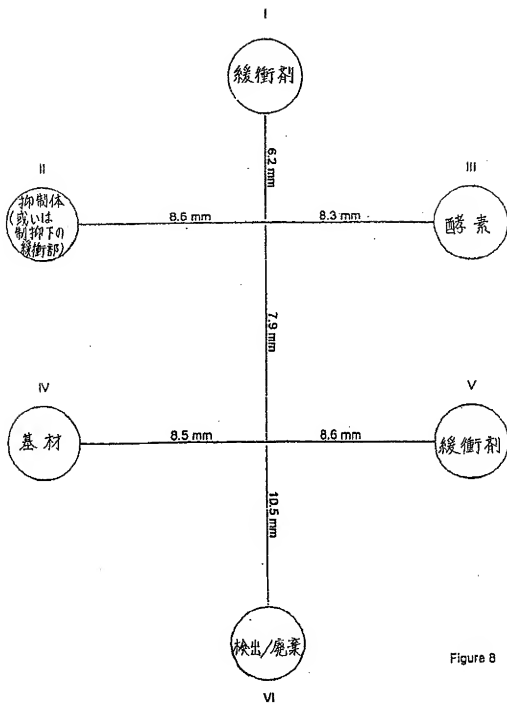 I
緩衝剤
6.2 mm
II
III
抑制体
(或いは
制抑下の
緩衝部)
8.6 mm
8.3 mm
酵素
7.9 mm
IV
V
基材
8.5 mm
8.6 mm
緩衝剤
10.5 mm
検出/廃棄
VI
Figure 8